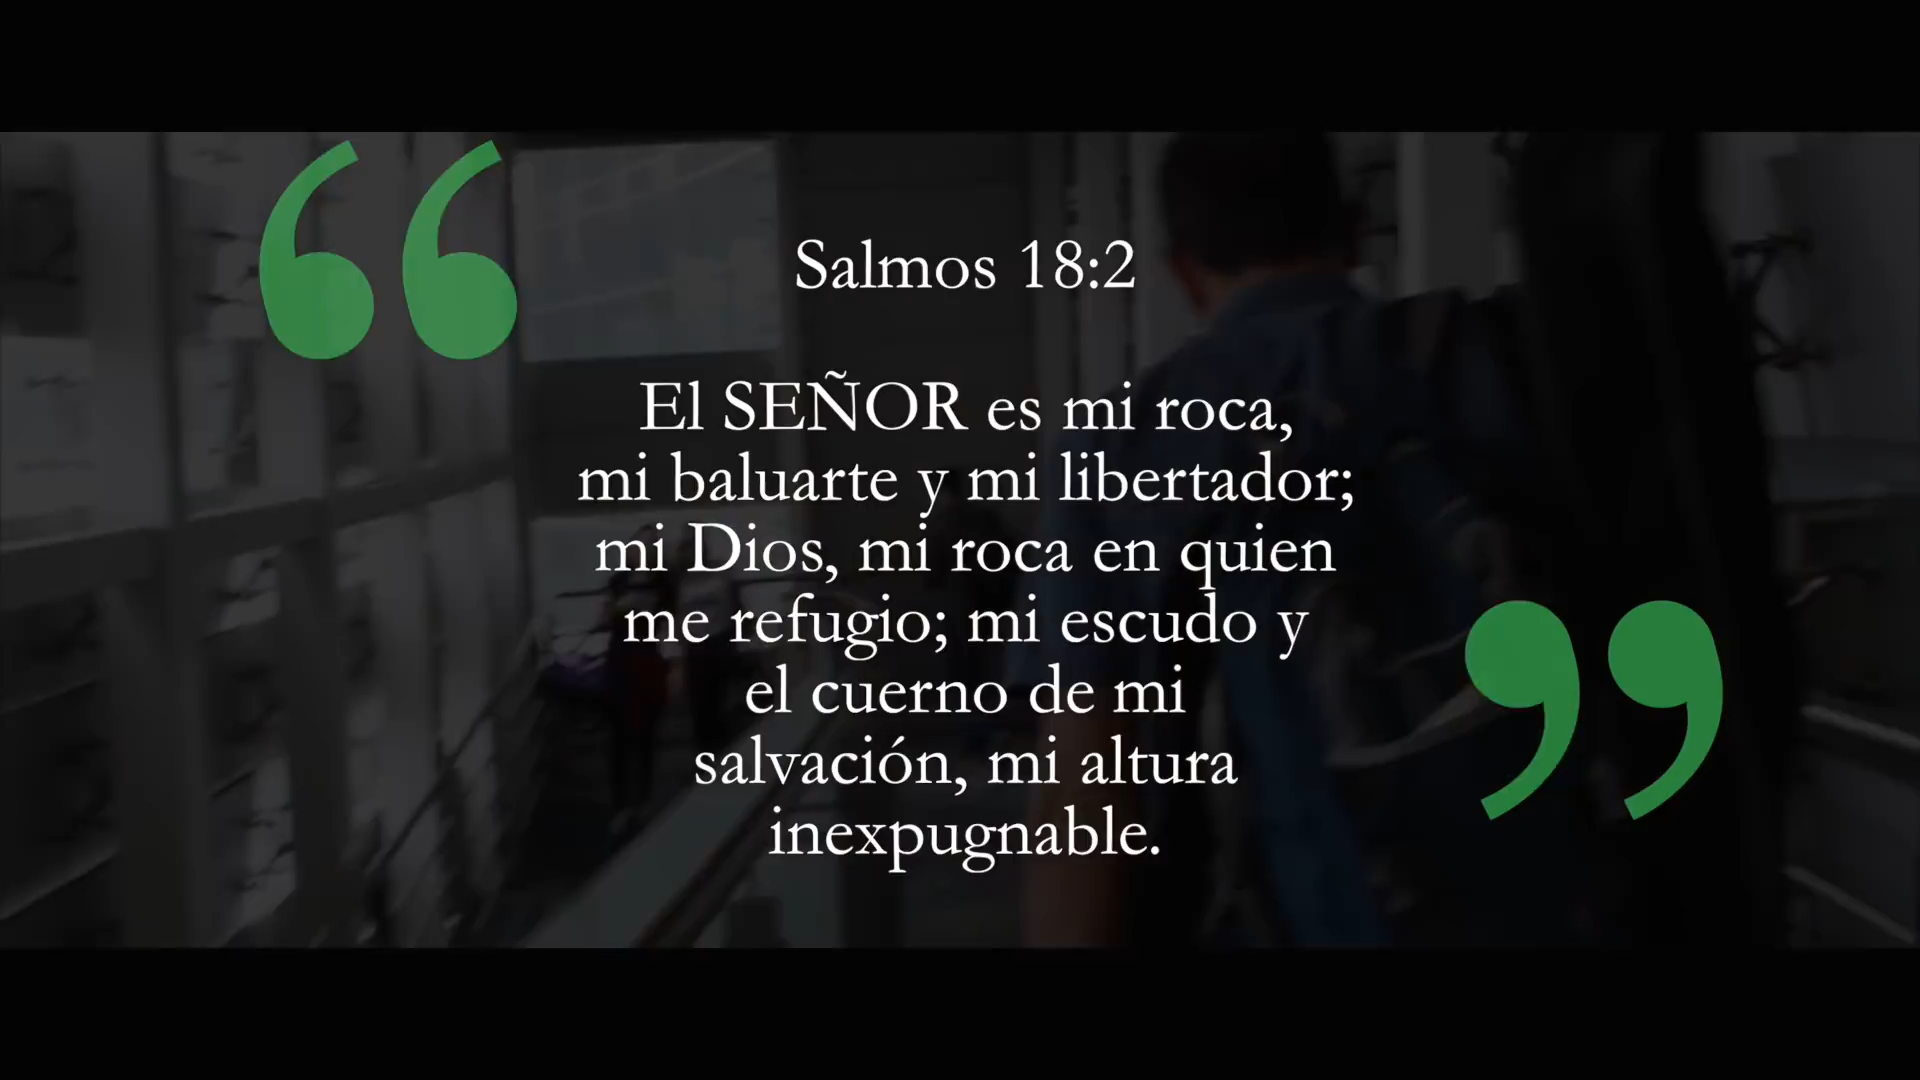 Salmos 18:2
El SEÑOR es mi roca,
mi baluarte y mi libertador;
mi Dios, mi roca en quien
me refugio; mi escudo y
el cuerno de mi
salvación, mi altura
inexpugnable.